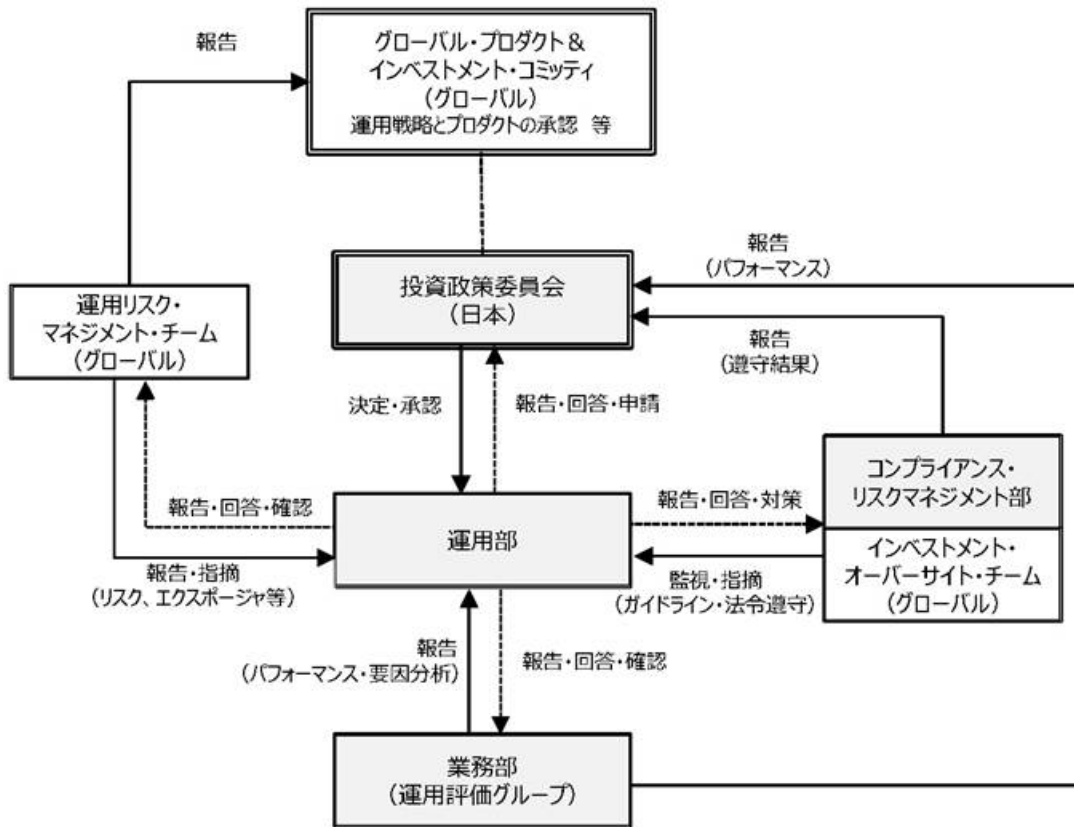 報告
グローバル・プロダクト＆
インベストメント・コミッティ
（グローバル）
運用戦略とプロダクトの承認 等
報告
（パフォーマンス）
投資政策委員会
（日本）
運用リスク・
マネジメント・チーム
（グローバル）
報告
（遵守結果）
決定・承認
報告・回答・申請
コンプライアンス・
リスクマネジメント部
報告・回答・確認
報告・回答・対策
運用部
インベストメント・
オーバーサイト・チーム
（グローバル）
報告・指摘
（リスク、エクスポージャ等）
監視・指摘
（ガイドライン・法令遵守）
報告
（パフォーマンス・要因分析）
報告・回答・確認
業務部
（運用評価グループ）